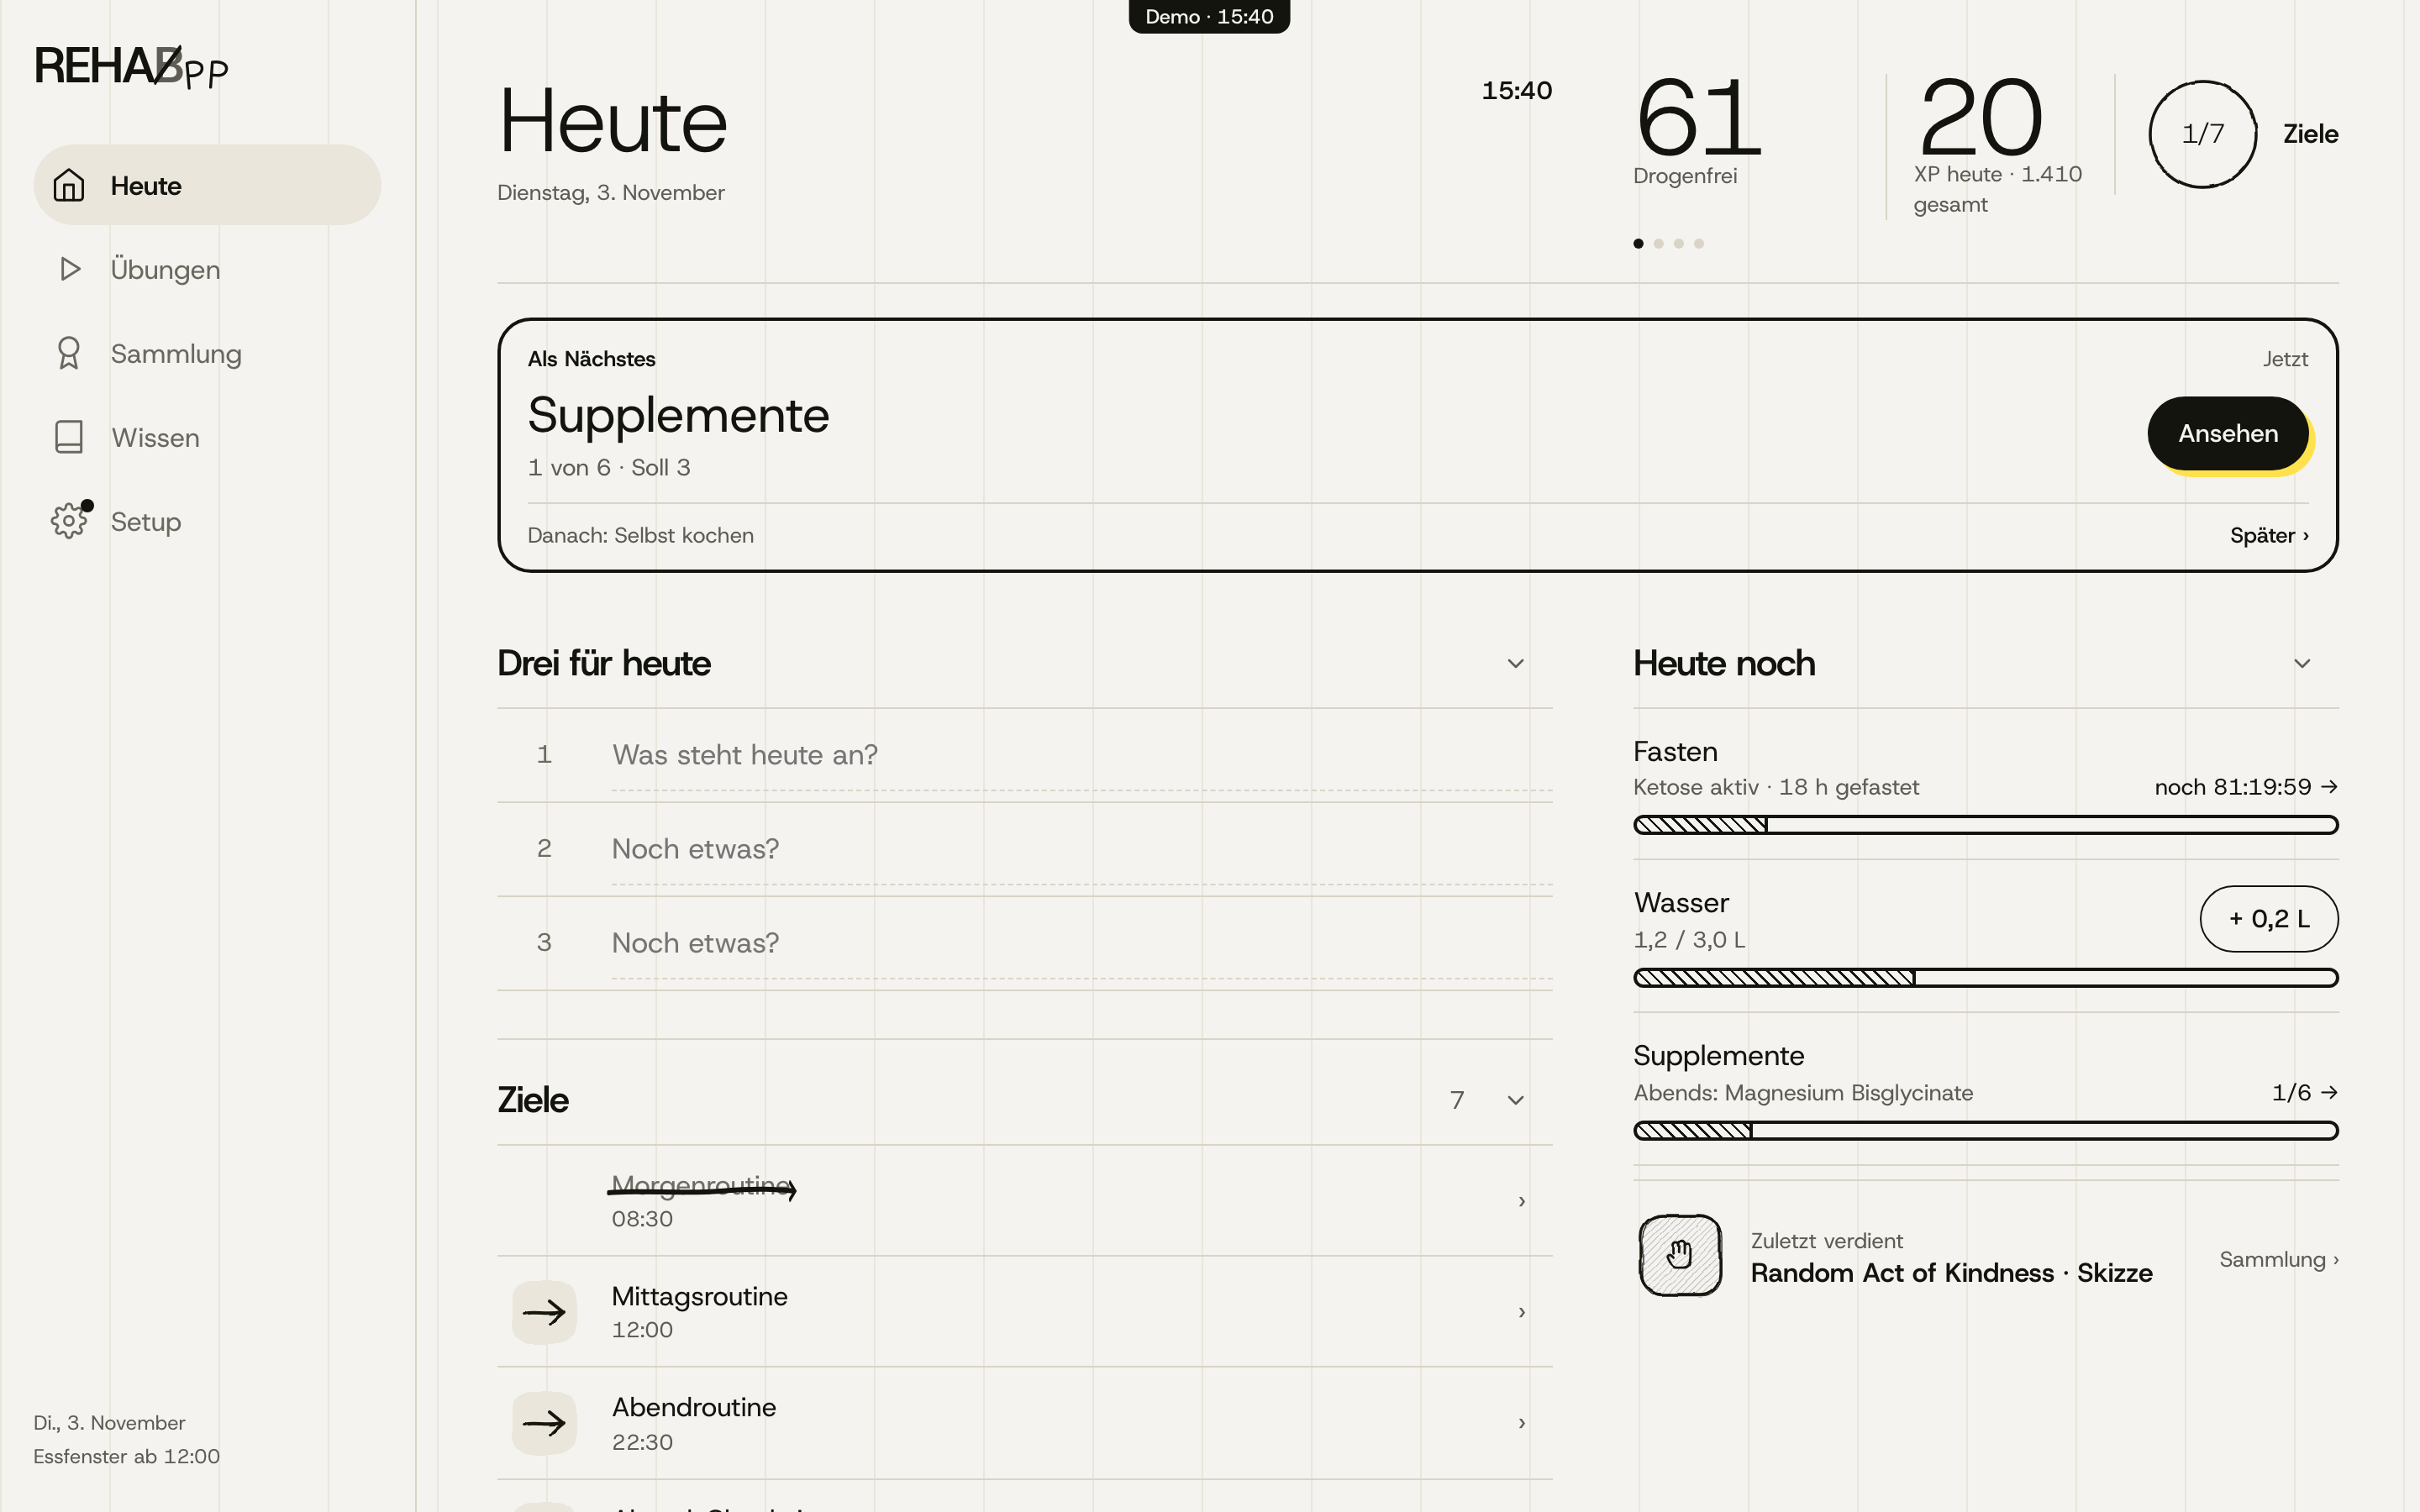 Demo · 15:40
REHABPP
Heute
Übungen
Sammlung
Wissen
Setup
Di., 3. November
Essfenster ab 12:00
Heute
15:40
Dienstag, 3. November
61
Drogenfrei
20
XP heute · 1.410
gesamt
1/7
Ziele
Als Nächstes
Jetzt
Supplemente
Ansehen
1 von 6 · Soll 3
Danach: Selbst kochen
Später ›
Drei für heute
1 Was steht heute an?
2 Noch etwas?
3 Noch etwas?
Ziele
7
Morgenroutine
08:30
Mittagsroutine
12:00
Abendroutine
22:30
Heute noch
Fasten
Ketose aktiv · 18 h gefastet
noch 81:19:59 →
Wasser
1,2 / 3,0 L
+ 0,2 L
Supplemente
Abends: Magnesium Bisglycinate
1/6 →
Zuletzt verdient
Random Act of Kindness · Skizze
Sammlung ›